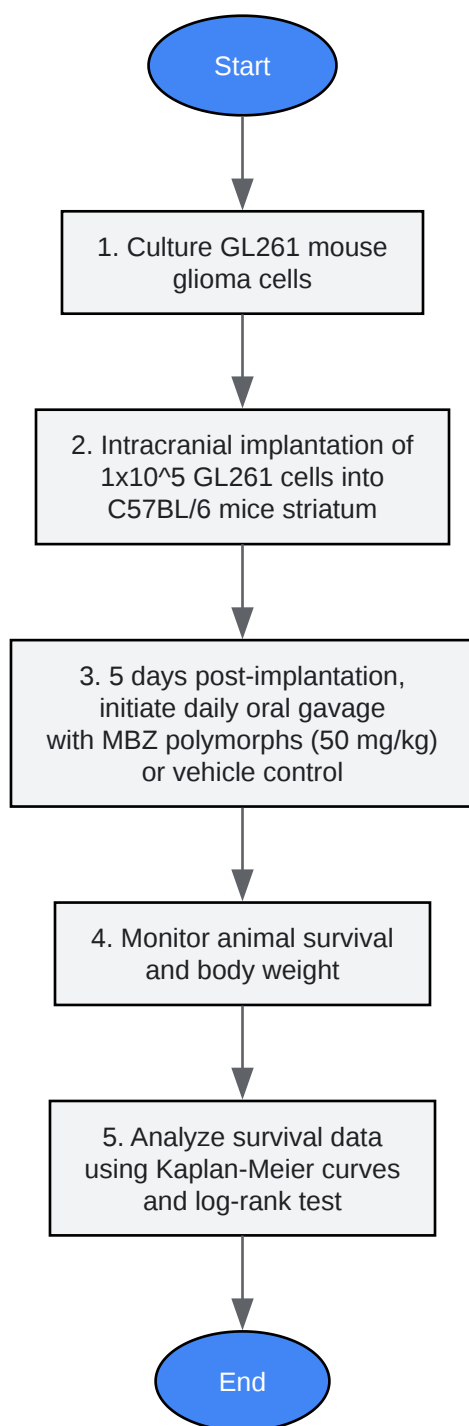 Start
1. Culture GL261 mouse
glioma cells
2. Intracranial implantation of
1x10^5 GL261 cells into
C57BL/6 mice striatum
3. 5 days post-implantation,
initiate daily oral gavage
with MBZ polymorphs (50 mg/kg)
or vehicle control
4. Monitor animal survival
and body weight
5. Analyze survival data
using Kaplan-Meier curves
and log-rank test
End